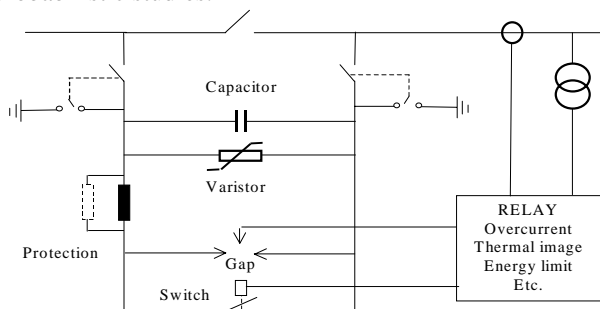 Capacitor
Varistor
Protection
Gap
Switch
RELAY
Overcurrent
Thermal image
Energy limit
Etc.